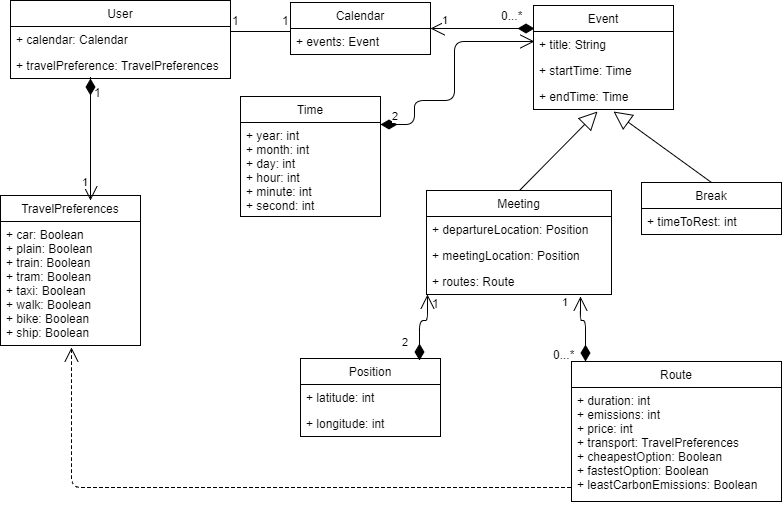 User
+ calendar: Calendar
+ travelPreference: TravelPreferences
1
1
Calendar
+ events: Event
1
0...*
Event
+ title: String
+ startTime: Time
+ endTime: Time
1
Time
+ year: int
+ month: int
+ day: int
+ hour: int
+ minute: int
+ second: int
2
1
TravelPreferences
+ car: Boolean
+ plain: Boolean
+ train: Boolean
+ tram: Boolean
+ taxi: Boolean
+ walk: Boolean
+ bike: Boolean
+ ship: Boolean
Meeting
+ departureLocation: Position
+ meetingLocation: Position
+ routes: Route
Break
+ timeToRest: int
1
1
2
0...*
Position
+ latitude: int
+ longitude: int
Route
+ duration: int
+ emissions: int
+ price: int
+ transport: TravelPreferences
+ cheapestOption: Boolean
+ fastestOption: Boolean
+ leastCarbonEmissions: Boolean